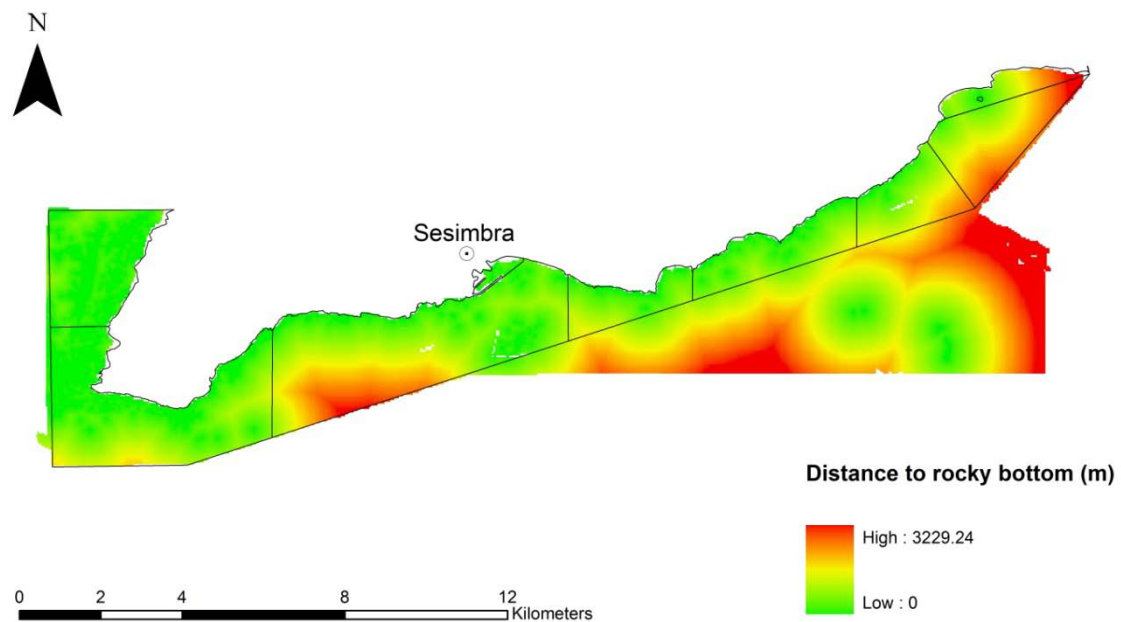 N
Sesimbra
Distance to rocky bottom (m)
High : 3229.24
Low : 0
0 2 4 8 12
Kilometers